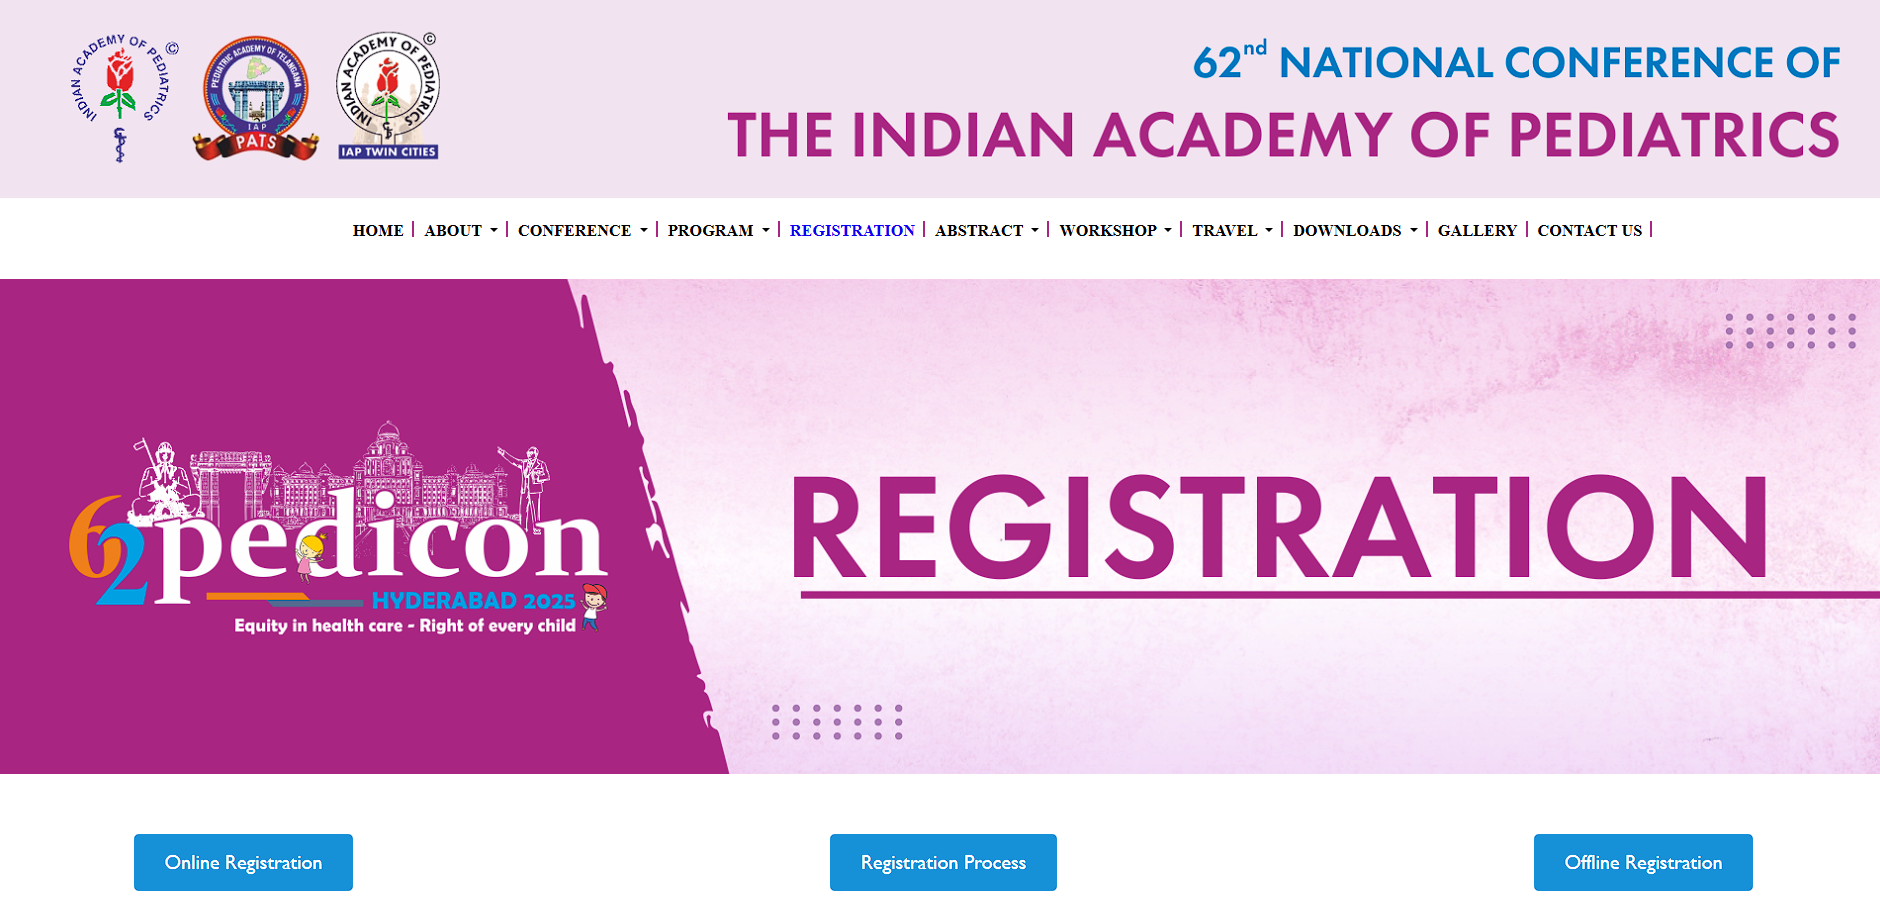 INDIAN ACADEMY OF PEDIATRICS ©
PEDIATRIC ACADEMY OF TELANGANA
IAP
PATS
INDIAN ACADEMY OF PEDIATRICS ©
IAP TWIN CITIES
62nd NATIONAL CONFERENCE OF
THE INDIAN ACADEMY OF PEDIATRICS
HOME | ABOUT | CONFERENCE | PROGRAM | REGISTRATION | ABSTRACT | WORKSHOP | TRAVEL | DOWNLOADS | GALLERY | CONTACT US |
62 pedicon
HYDERABAD 2025
Equity in health care - Right of every child
REGISTRATION
Online Registration
Registration Process
Offline Registration